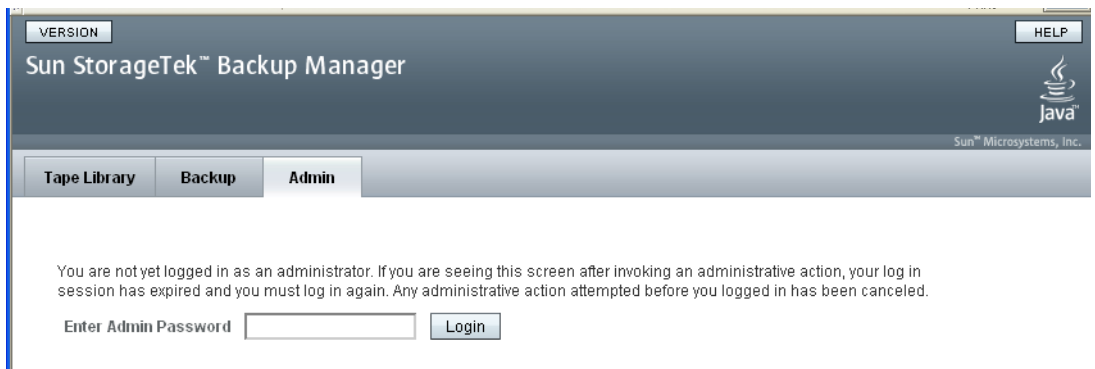 VERSION
HELP
Sun StorageTek™ Backup Manager
Java™
Sun™ Microsystems, Inc.
Tape Library
Backup
Admin
You are not yet logged in as an administrator. If you are seeing this screen after invoking an administrative action, your log in
session has expired and you must log in again. Any administrative action attempted before you logged in has been canceled.
Enter Admin Password
Login